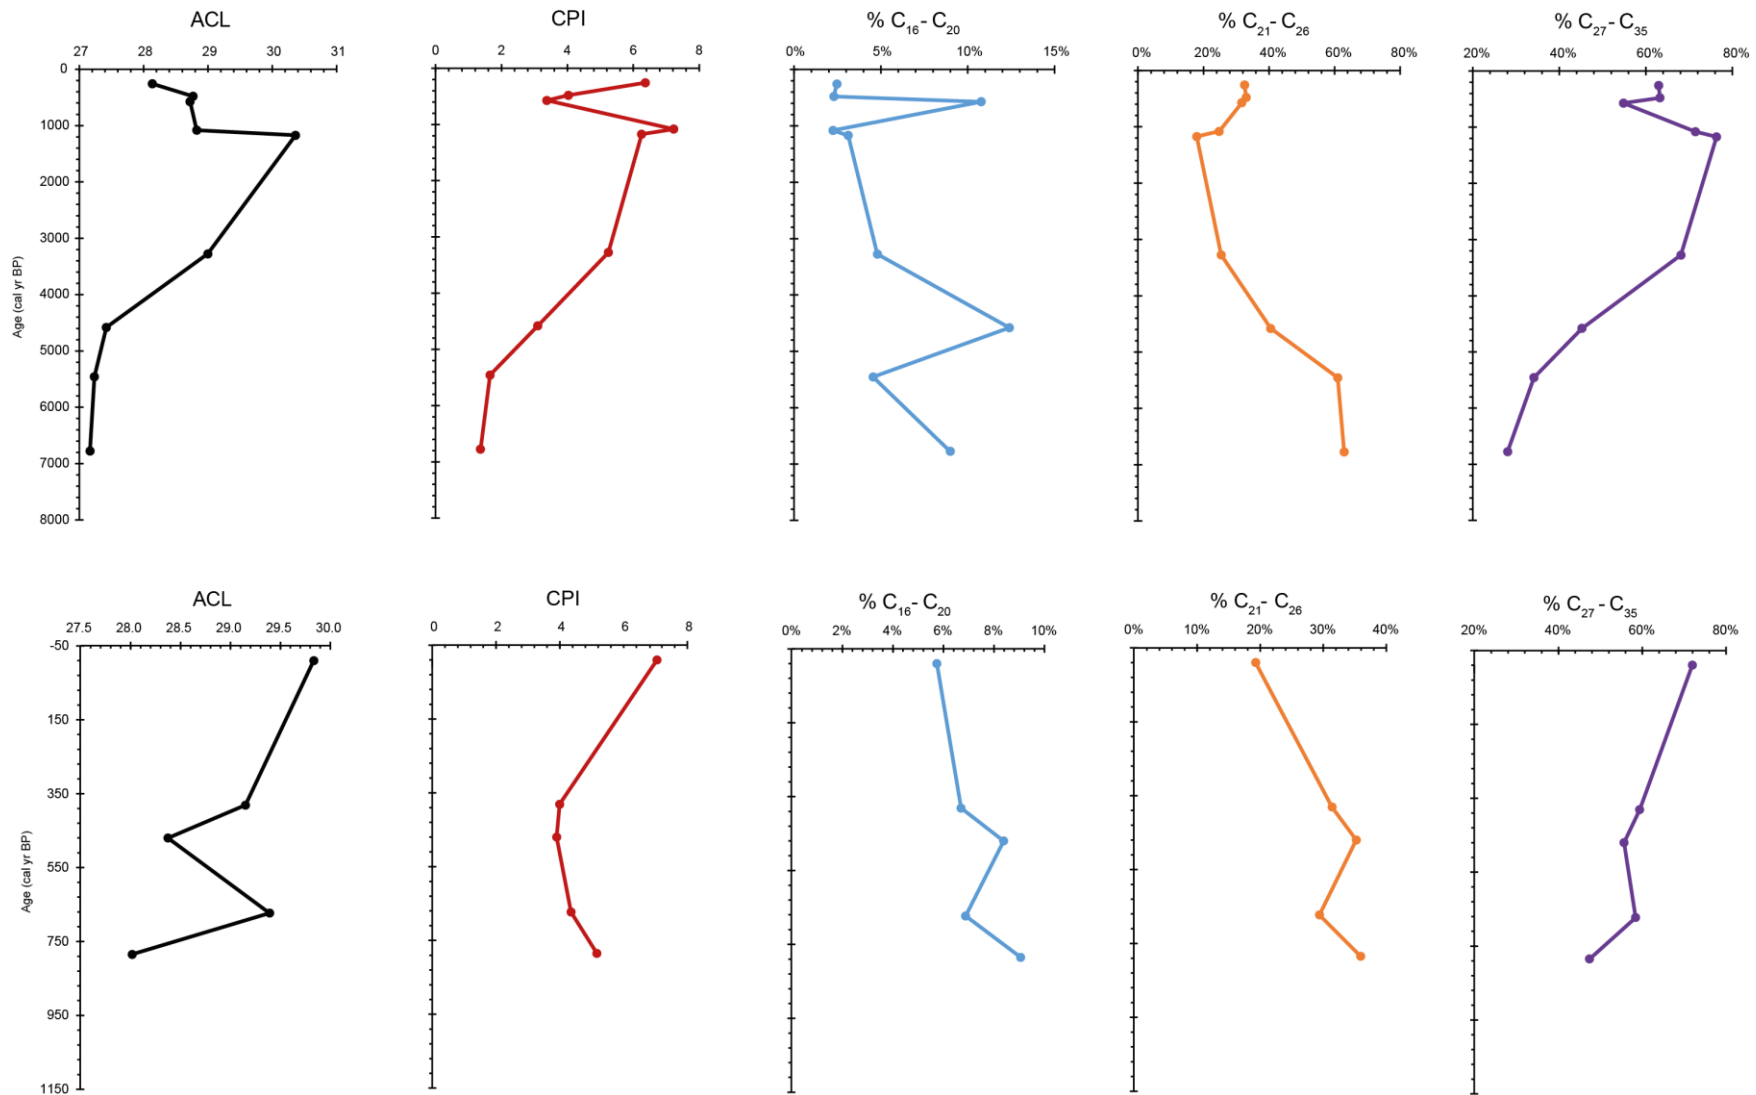 ACL CPI % C16 - C20 % C21 - C26 % C27 - C35
27 28 29 30 31 0 2 4 6 8 0% 5% 10% 15% 0% 20% 40% 60% 80% 20% 40% 60% 80%
0
1000
2000
3000
4000
5000
6000
7000
8000
Age (cal yr BP)
ACL CPI % C16 - C20 % C21 - C26 % C27 - C35
27.5 28.0 28.5 29.0 29.5 30.0 0 2 4 6 8 0% 2% 4% 6% 8% 10% 0% 10% 20% 30% 40% 20% 40% 60% 80%
-50
150
350
550
750
950
1150
Age (cal yr BP)